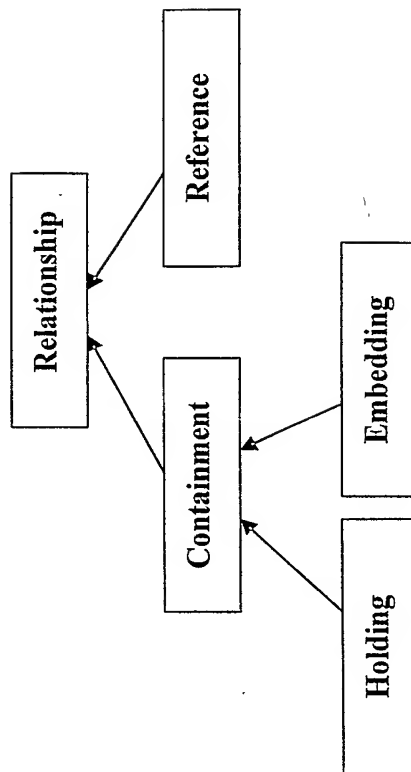 Relationship
Containment
Reference
Holding
Embedding